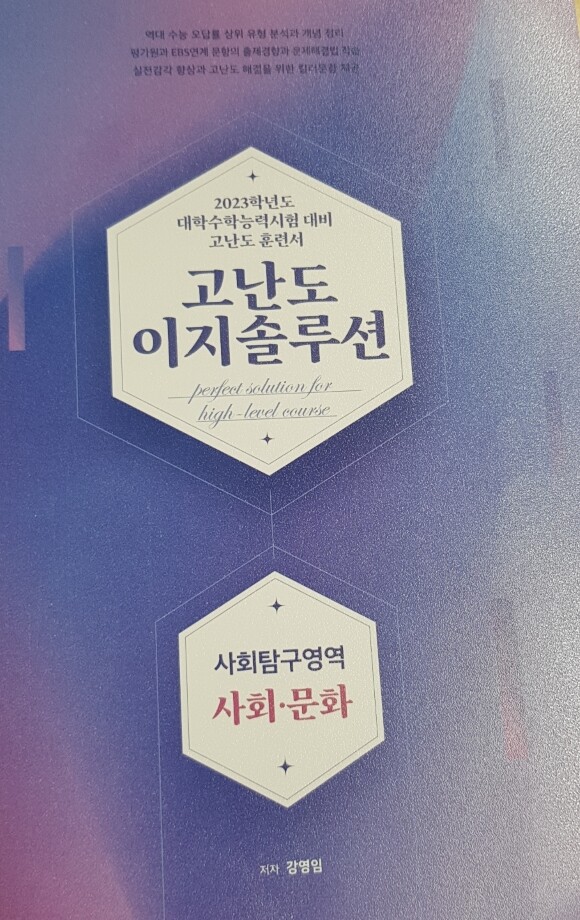 역대 수능 오답률 상위 유형 분석과 개념 정리
평가원과 EBS연계 문항의 출제경향과 문제해결법 학습
실전감각 향상과 고난도 해결을 위한 킬러문항 제공
2023학년도
대학수학능력시험 대비
고난도 훈련서
고난도
이지솔루션
perfect solution for
high-level course
사회탐구영역
사회·문화
저자 강영임